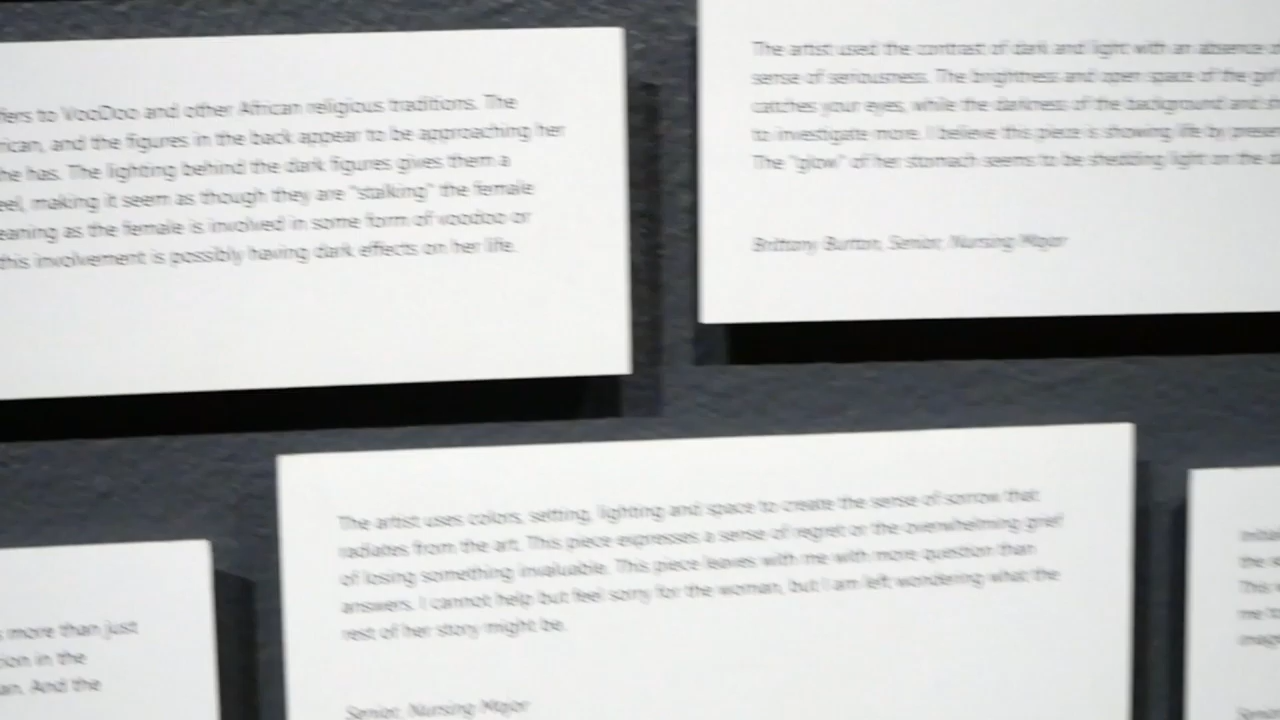 fers to VooDoo and other African religious traditions. The
rican, and the figures in the back appear to be approaching her
he has. The lighting behind the dark figures gives them a
eel, making it seem as though they are "stalking" the female
eaning as the female is involved in some form of voodoo or
this involvement is possibly having dark effects on her life.
The artist used the contrast of dark and light with an absence
sense of seriousness. The brightness and open space of the girl
catches your eyes, while the darkness of the background and
to investigate more. I believe this piece is showing life by
The "glow" of her stomach seems to be shedding light on the
Brittany Burton, Senior, Nursing Major
more than just
ion in the
an. And the
The artist uses colors, setting, lighting and space to create the sense of sorrow that
radiates from the art. This piece expresses a sense of regret or the overwhelming grief
of losing something invaluable. This piece leaves with me with more question than
answers. I cannot help but feel sorry for the woman, but I am left wondering what the
rest of her story might be.
Senior, Nursing Major
the
This